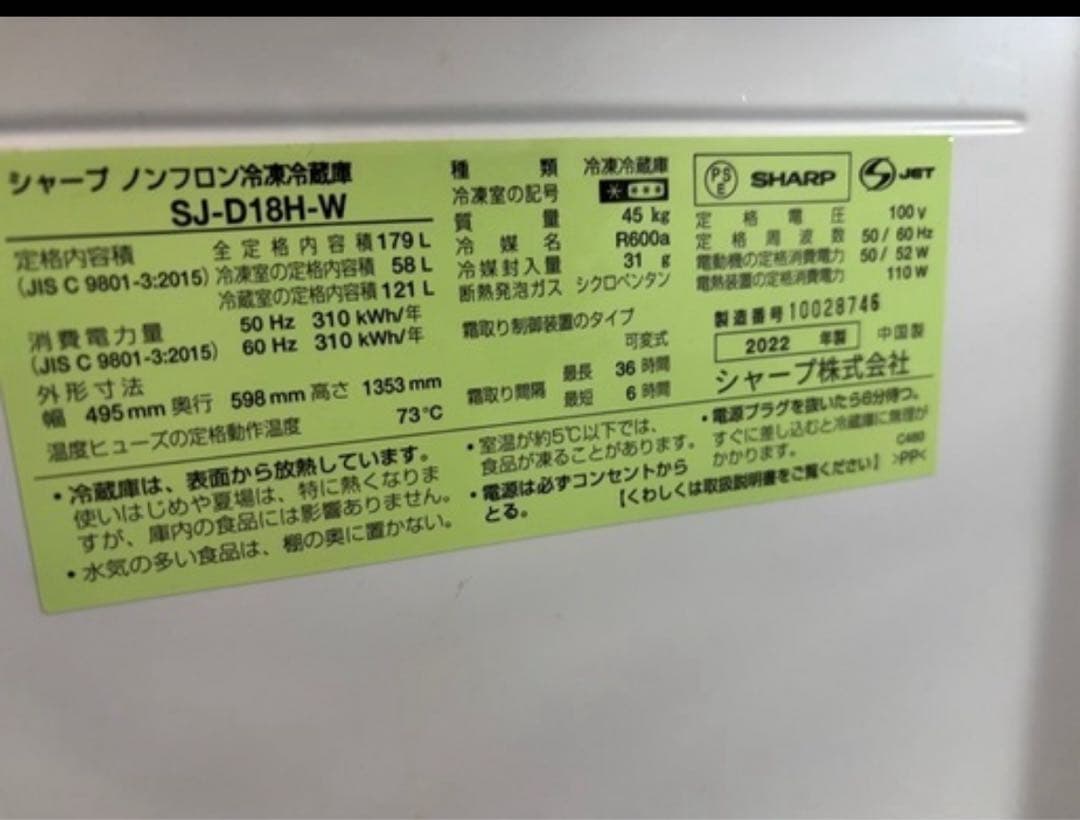 シャープ ノンフロン冷凍冷蔵庫
SJ-D18H-W
定格内容積
(JIS C 9801-3:2015)
全定格内容積 179 L
冷凍室の定格内容積 58 L
冷蔵室の定格内容積 121 L
消費電力量
(JIS C 9801-3:2015)
50 Hz 310 kWh/年
60 Hz 310 kWh/年
外形寸法
幅 495 mm 奥行 598 mm 高さ 1353 mm
温度ヒューズの定格動作温度 73℃
種類 冷凍冷蔵庫
冷凍室の記号
質量 45 kg
冷媒名 R600a
冷媒封入量 31 g
断熱発泡ガス シクロペンタン
霜取り制御装置のタイプ
可変式
霜取り間隔
最長 36 時間
最短 6 時間
PSE SHARP JET
定格電圧 100 V
定格周波数 50 / 60 Hz
電動機の定格消費電力 50 / 52 W
電熱装置の定格消費電力 110 W
製造番号 10028746
2022 年製 中国製
シャープ株式会社
・冷蔵庫は、表面から放熱しています。
使いはじめや夏場は、特に熱くなりま
すが、庫内の食品には影響ありません。
・水気の多い食品は、棚の奥に置かない。
・室温が約5℃以下では、
食品が凍ることがあります。
・電源は必ずコンセントから
とる。
・電源プラグを抜いたら6分待つ。
すぐに差し込むと冷蔵庫に無理が
かかります。
【くわしくは取扱説明書をご覧ください】
C480
>PP<